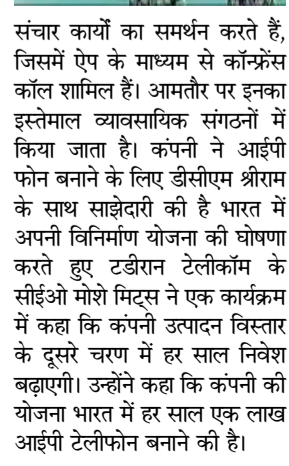 संचार कार्यों का समर्थन करते हैं,
जिसमें ऐप के माध्यम से कॉन्फ्रेंस
कॉल शामिल हैं। आमतौर पर इनका
इस्तेमाल व्यावसायिक संगठनों में
किया जाता है। कंपनी ने आईपी
फोन बनाने के लिए डीसीएम श्रीराम
के साथ साझेदारी की है भारत में
अपनी विनिर्माण योजना की घोषणा
करते हुए टडीरान टेलीकॉम के
सीईओ मोशे मिट्स ने एक कार्यक्रम
में कहा कि कंपनी उत्पादन विस्तार
के दूसरे चरण में हर साल निवेश
बढ़ाएगी। उन्होंने कहा कि कंपनी की
योजना भारत में हर साल एक लाख
आईपी टेलीफोन बनाने की है।